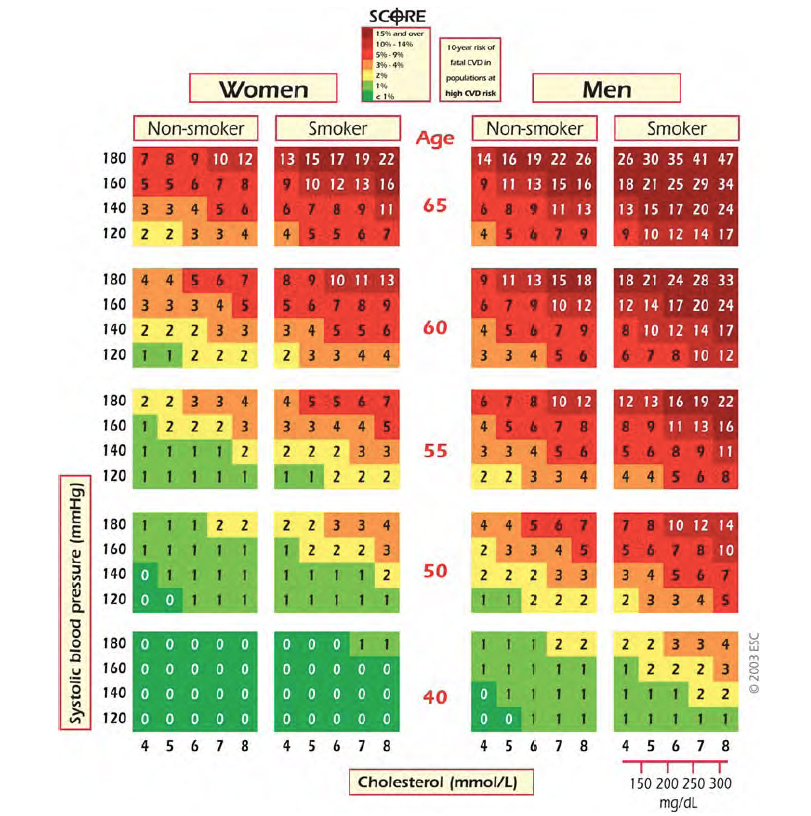 SCORE
15% and over
10% - 14%
5% - 9%
3% - 4%
2%
1%
< 1%
10-year risk of
fatal CVD in
populations at
high CVD risk
Women
Men
Non-smoker
Smoker
Age
Non-smoker
Smoker
180 7 8 9 10 12 13 15 17 19 22 14 16 19 22 26 26 30 35 41 47
160 5 5 6 7 8 9 10 12 13 16 9 11 13 15 16 18 21 25 29 34
140 3 3 4 5 6 6 7 8 9 11 65 6 8 9 11 13 13 15 17 20 24
120 2 2 3 3 4 4 5 5 6 7 4 5 6 7 9 9 10 12 14 17
180 4 4 5 6 7 8 9 10 11 13 9 11 13 15 18 18 21 24 28 33
160 3 3 3 4 5 5 6 7 8 9 6 7 9 10 12 12 14 17 20 24
140 2 2 2 3 3 3 4 5 5 6 60 4 5 6 7 9 8 10 12 14 17
120 1 1 2 2 2 2 3 3 4 4 3 3 4 5 6 6 7 8 10 12
180 2 2 3 3 4 4 5 5 6 7 6 7 8 10 12 12 13 16 19 22
160 1 2 2 2 3 3 3 4 4 5 4 5 6 7 8 8 9 11 13 16
140 1 1 1 1 2 2 2 2 3 3 55 3 3 4 5 6 5 6 8 9 11
120 1 1 1 1 1 1 1 2 2 2 2 2 3 3 4 4 4 5 6 8
180 1 1 1 2 2 2 2 3 3 4 4 4 5 6 7 7 8 10 12 14
160 1 1 1 1 1 1 2 2 2 3 2 3 3 4 5 5 6 7 8 10
140 0 1 1 1 1 1 1 1 1 2 50 2 2 2 3 3 3 4 5 6 7
120 0 0 1 1 1 1 1 1 1 1 1 1 2 2 2 2 3 3 4 5
180 0 0 0 0 0 0 0 0 1 1 1 1 1 2 2 2 2 3 3 4
160 0 0 0 0 0 0 0 0 0 0 1 1 1 1 1 1 2 2 2 3
140 0 0 0 0 0 0 0 0 0 0 40 0 1 1 1 1 1 1 1 2 2
120 0 0 0 0 0 0 0 0 0 0 0 0 1 1 1 1 1 1 1 1
4 5 6 7 8 4 5 6 7 8 4 5 6 7 8 4 5 6 7 8
Systolic blood pressure (mmHg)
© 2003 ESC
Cholesterol (mmol/L)
150 200 250 300
mg/dL